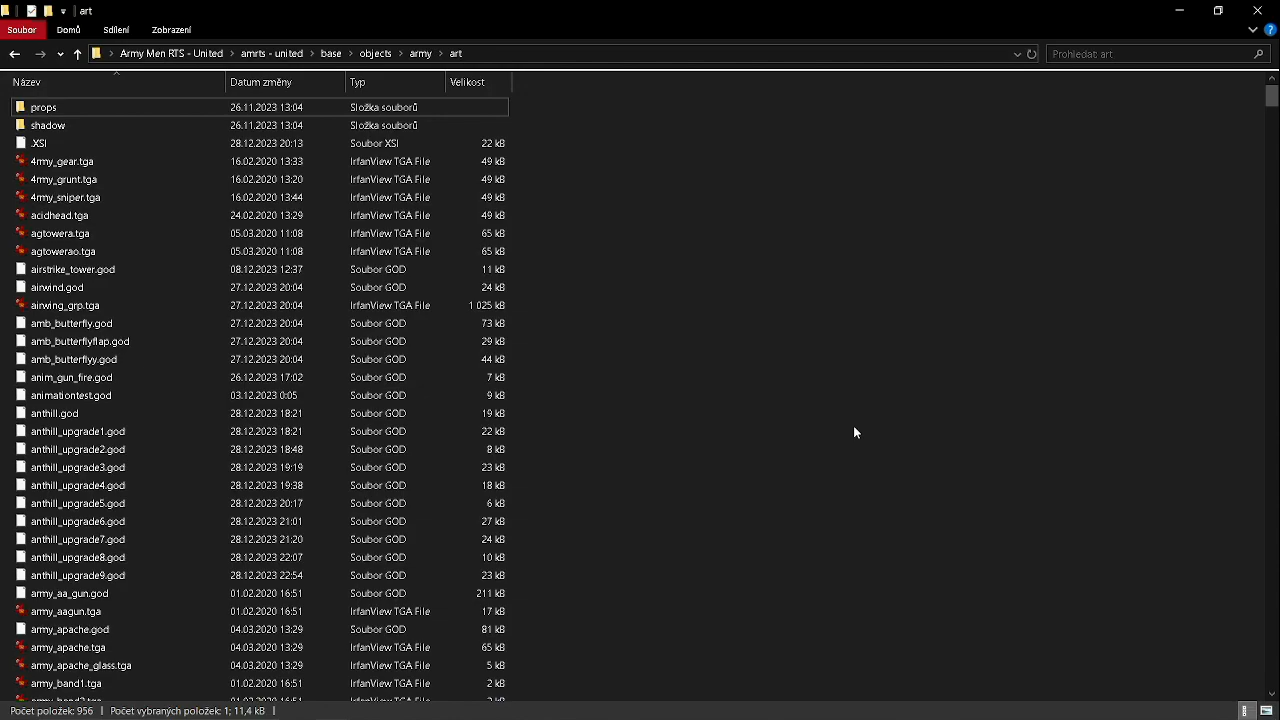 art
Soubor Domů Sdílení Zobrazení
Army Men RTS - United amrts - united base objects army art Prohledat: art
Název Datum změny Typ Velikost
props 26.11.2023 13:04 Složka souborů
shadow 26.11.2023 13:04 Složka souborů
.XSI 28.12.2023 20:13 Soubor XSI 22 kB
4rmy_gear.tga 16.02.2020 13:33 IrfanView TGA File 49 kB
4rmy_grunt.tga 16.02.2020 13:20 IrfanView TGA File 49 kB
4rmy_sniper.tga 16.02.2020 13:44 IrfanView TGA File 49 kB
acidhead.tga 24.02.2020 13:29 IrfanView TGA File 49 kB
agtowera.tga 05.03.2020 11:08 IrfanView TGA File 65 kB
agtowerao.tga 05.03.2020 11:08 IrfanView TGA File 65 kB
airstrike_tower.god 08.12.2023 12:37 Soubor GOD 11 kB
airwind.god 27.12.2023 20:04 Soubor GOD 24 kB
airwing_grp.tga 27.12.2023 20:04 IrfanView TGA File 1 025 kB
amb_butterfly.god 27.12.2023 20:04 Soubor GOD 73 kB
amb_butterflyflap.god 27.12.2023 20:04 Soubor GOD 29 kB
amb_butterflyy.god 27.12.2023 20:04 Soubor GOD 44 kB
anim_gun_fire.god 26.12.2023 17:02 Soubor GOD 7 kB
animationtest.god 03.12.2023 0:05 Soubor GOD 9 kB
anthill.god 28.12.2023 18:21 Soubor GOD 19 kB
anthill_upgrade1.god 28.12.2023 18:21 Soubor GOD 22 kB
anthill_upgrade2.god 28.12.2023 18:48 Soubor GOD 8 kB
anthill_upgrade3.god 28.12.2023 19:19 Soubor GOD 23 kB
anthill_upgrade4.god 28.12.2023 19:38 Soubor GOD 18 kB
anthill_upgrade5.god 28.12.2023 20:17 Soubor GOD 6 kB
anthill_upgrade6.god 28.12.2023 21:01 Soubor GOD 27 kB
anthill_upgrade7.god 28.12.2023 21:20 Soubor GOD 24 kB
anthill_upgrade8.god 28.12.2023 22:07 Soubor GOD 10 kB
anthill_upgrade9.god 28.12.2023 22:54 Soubor GOD 23 kB
army_aa_gun.god 01.02.2020 16:51 Soubor GOD 211 kB
army_aagun.tga 01.02.2020 16:51 IrfanView TGA File 17 kB
army_apache.god 04.03.2020 13:29 Soubor GOD 81 kB
army_apache.tga 04.03.2020 13:29 IrfanView TGA File 65 kB
army_apache_glass.tga 04.03.2020 13:29 IrfanView TGA File 5 kB
army_band1.tga 01.02.2020 16:51 IrfanView TGA File 2 kB
Počet položek: 956 Počet vybraných položek: 1; 11,4 kB